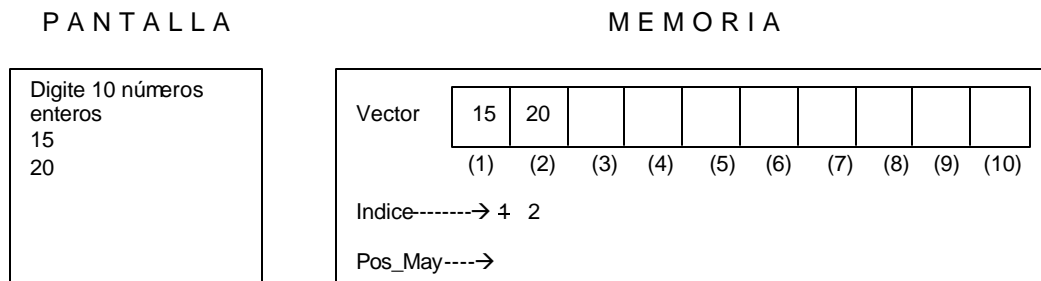 P A N T A L L A
M E M O R I A
Digite 10 números
enteros
15
20
Vector 15 20
(1) (2) (3) (4) (5) (6) (7) (8) (9) (10)
Indice--------→ 1 2
Pos_May----→